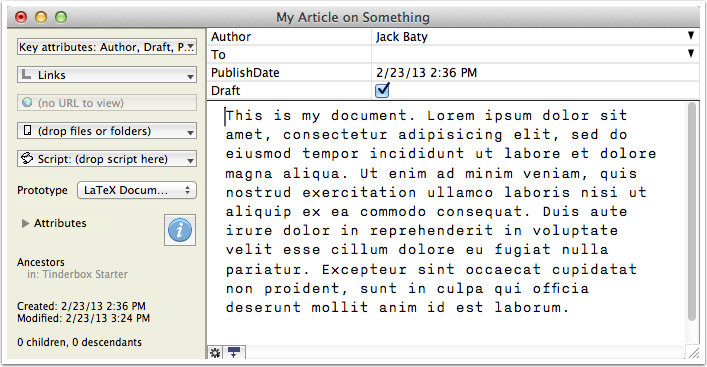 My Article on Something
Key attributes: Author, Draft, P...
Links
(no URL to view)
(drop files or folders)
Script: (drop script here)
Prototype LaTeX Docum...
Attributes
Ancestors
in: Tinderbox Starter
Created: 2/23/13 2:36 PM
Modified: 2/23/13 3:24 PM
0 children, 0 descendants
Author Jack Baty
To
PublishDate 2/23/13 2:36 PM
Draft
This is my document. Lorem ipsum dolor sit
amet, consectetur adipisicing elit, sed do
eiusmod tempor incididunt ut labore et dolore
magna aliqua. Ut enim ad minim veniam, quis
nostrud exercitation ullamco laboris nisi ut
aliquip ex ea commodo consequat. Duis aute
irure dolor in reprehenderit in voluptate
velit esse cillum dolore eu fugiat nulla
pariatur. Excepteur sint occaecat cupidatat
non proident, sunt in culpa qui officia
deserunt mollit anim id est laborum.